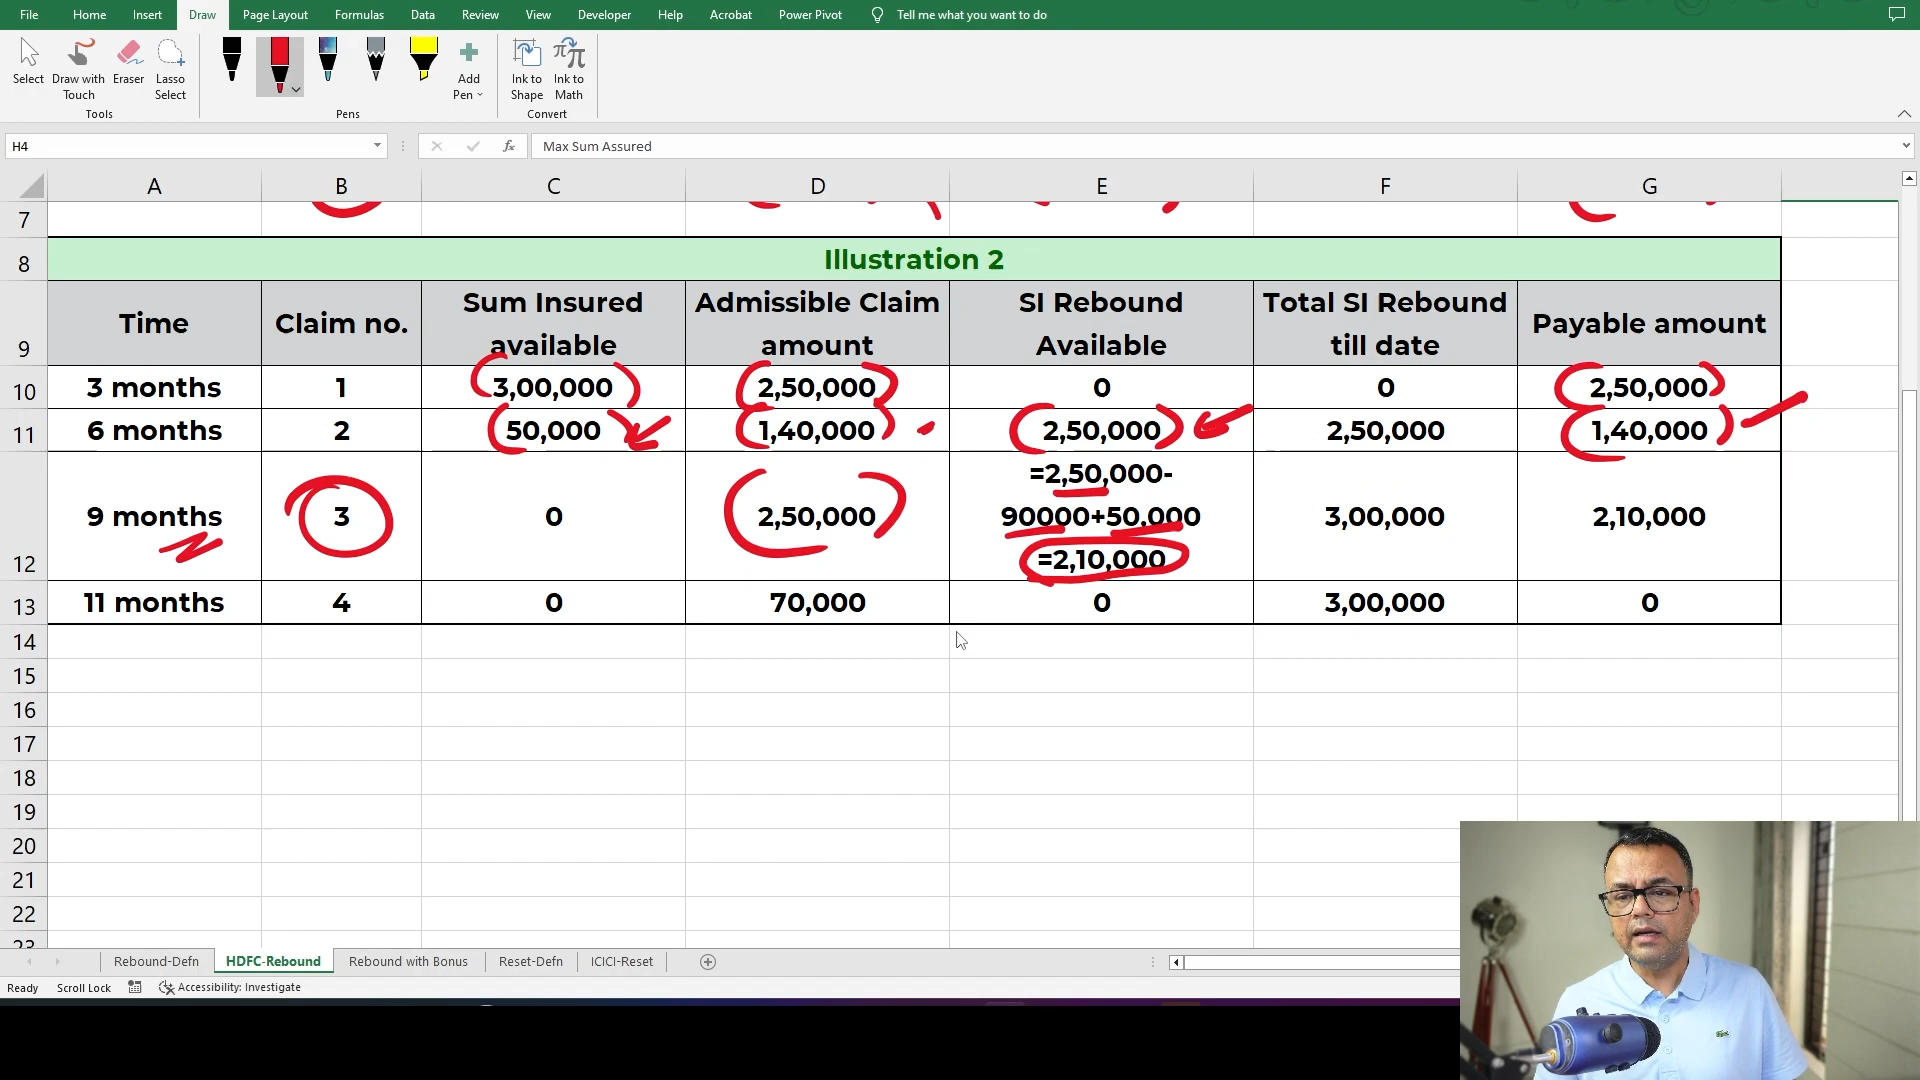 File Home Insert Draw Page Layout Formulas Data Review View Developer Help Acrobat Power Pivot Tell me what you want to do
Select Draw with Touch Eraser Lasso Select Add Pen Ink to Shape Ink to Math
Tools Pens Convert
H4 fx Max Sum Assured
A B C D E F G
7
8 Illustration 2
9 Time Claim no. Sum Insured available Admissible Claim amount SI Rebound Available Total SI Rebound till date Payable amount
10 3 months 1 3,00,000 2,50,000 0 0 2,50,000
11 6 months 2 50,000 1,40,000 2,50,000 2,50,000 1,40,000
12 9 months 3 0 2,50,000 =2,50,000-90000+50,000=2,10,000 3,00,000 2,10,000
13 11 months 4 0 70,000 0 3,00,000 0
14
15
16
17
18
19
20
21
22
23
Rebound-Defn HDFC-Rebound Rebound with Bonus Reset-Defn ICICI-Reset
Ready Scroll Lock Accessibility: Investigate